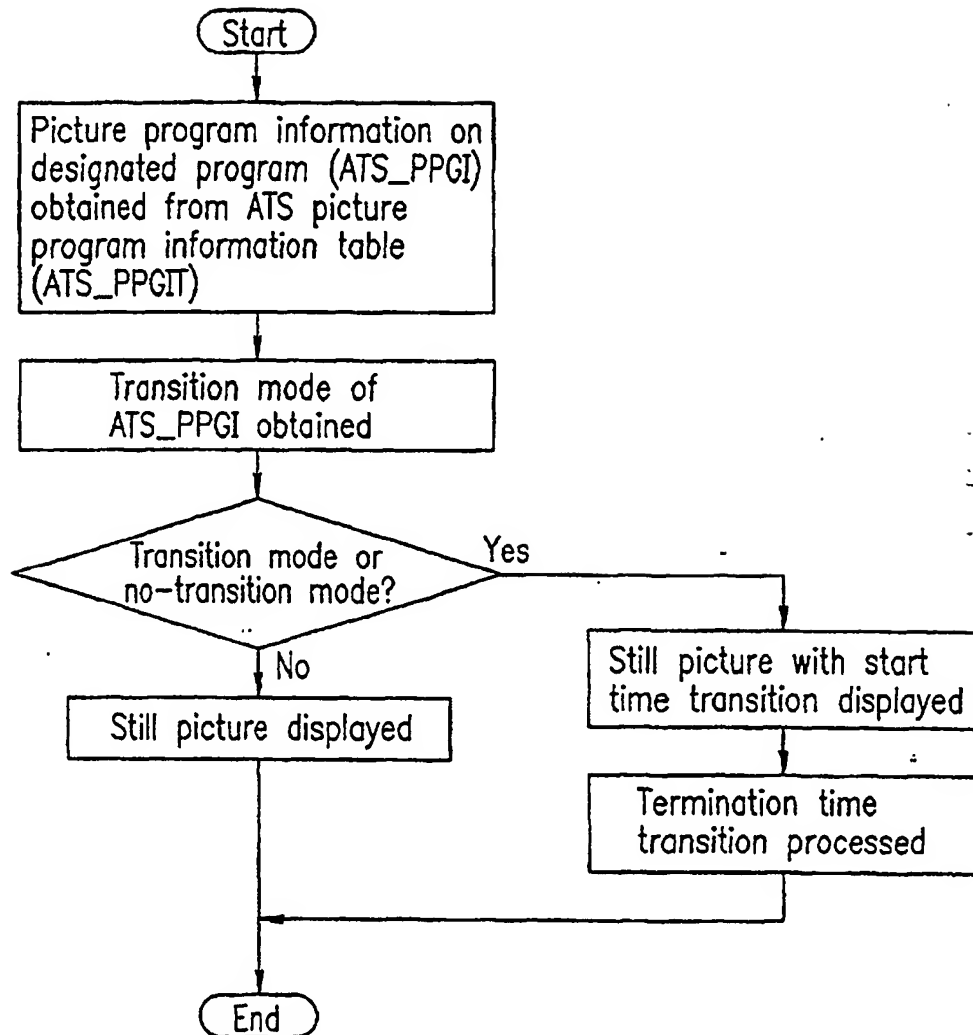 Start
Picture program information on
designated program (ATS_PPGI)
obtained from ATS picture
program information table
(ATS_PPGIT)
Transition mode of
ATS_PPGI obtained
Transition mode or
no-transition mode?
Yes
No
Still picture displayed
Still picture with start
time transition displayed
Termination time
transition processed
End